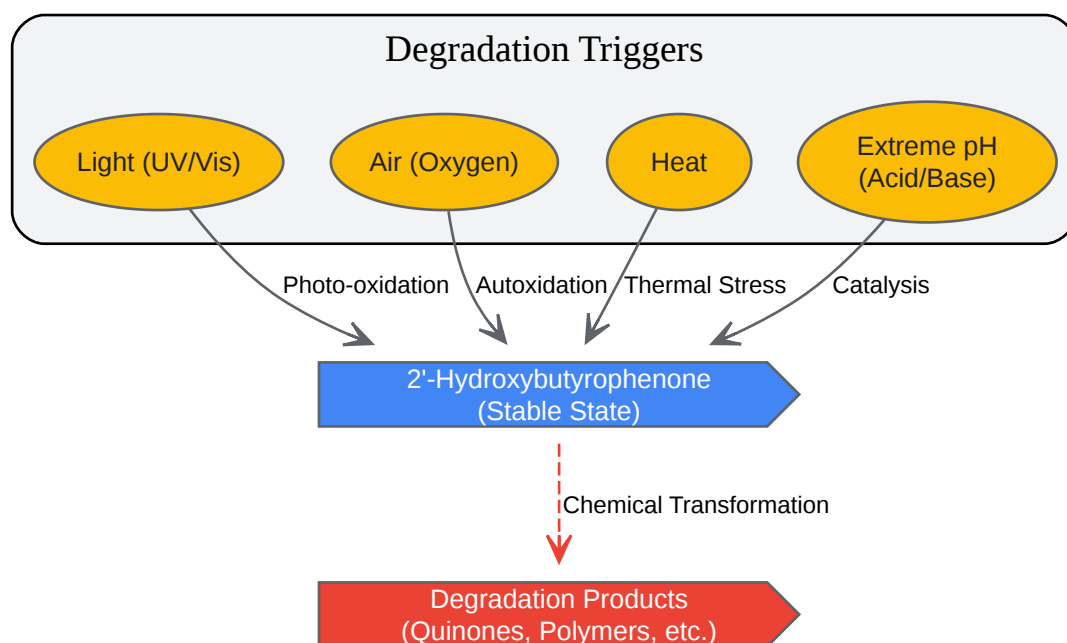 Degradation Triggers
Light (UV/Vis)
Air (Oxygen)
Heat
Extreme pH
(Acid/Base)
Photo-oxidation
Autoxidation
Thermal Stress
Catalysis
2'-Hydroxybutyrophenone
(Stable State)
Chemical Transformation
Degradation Products
(Quinones, Polymers, etc.)